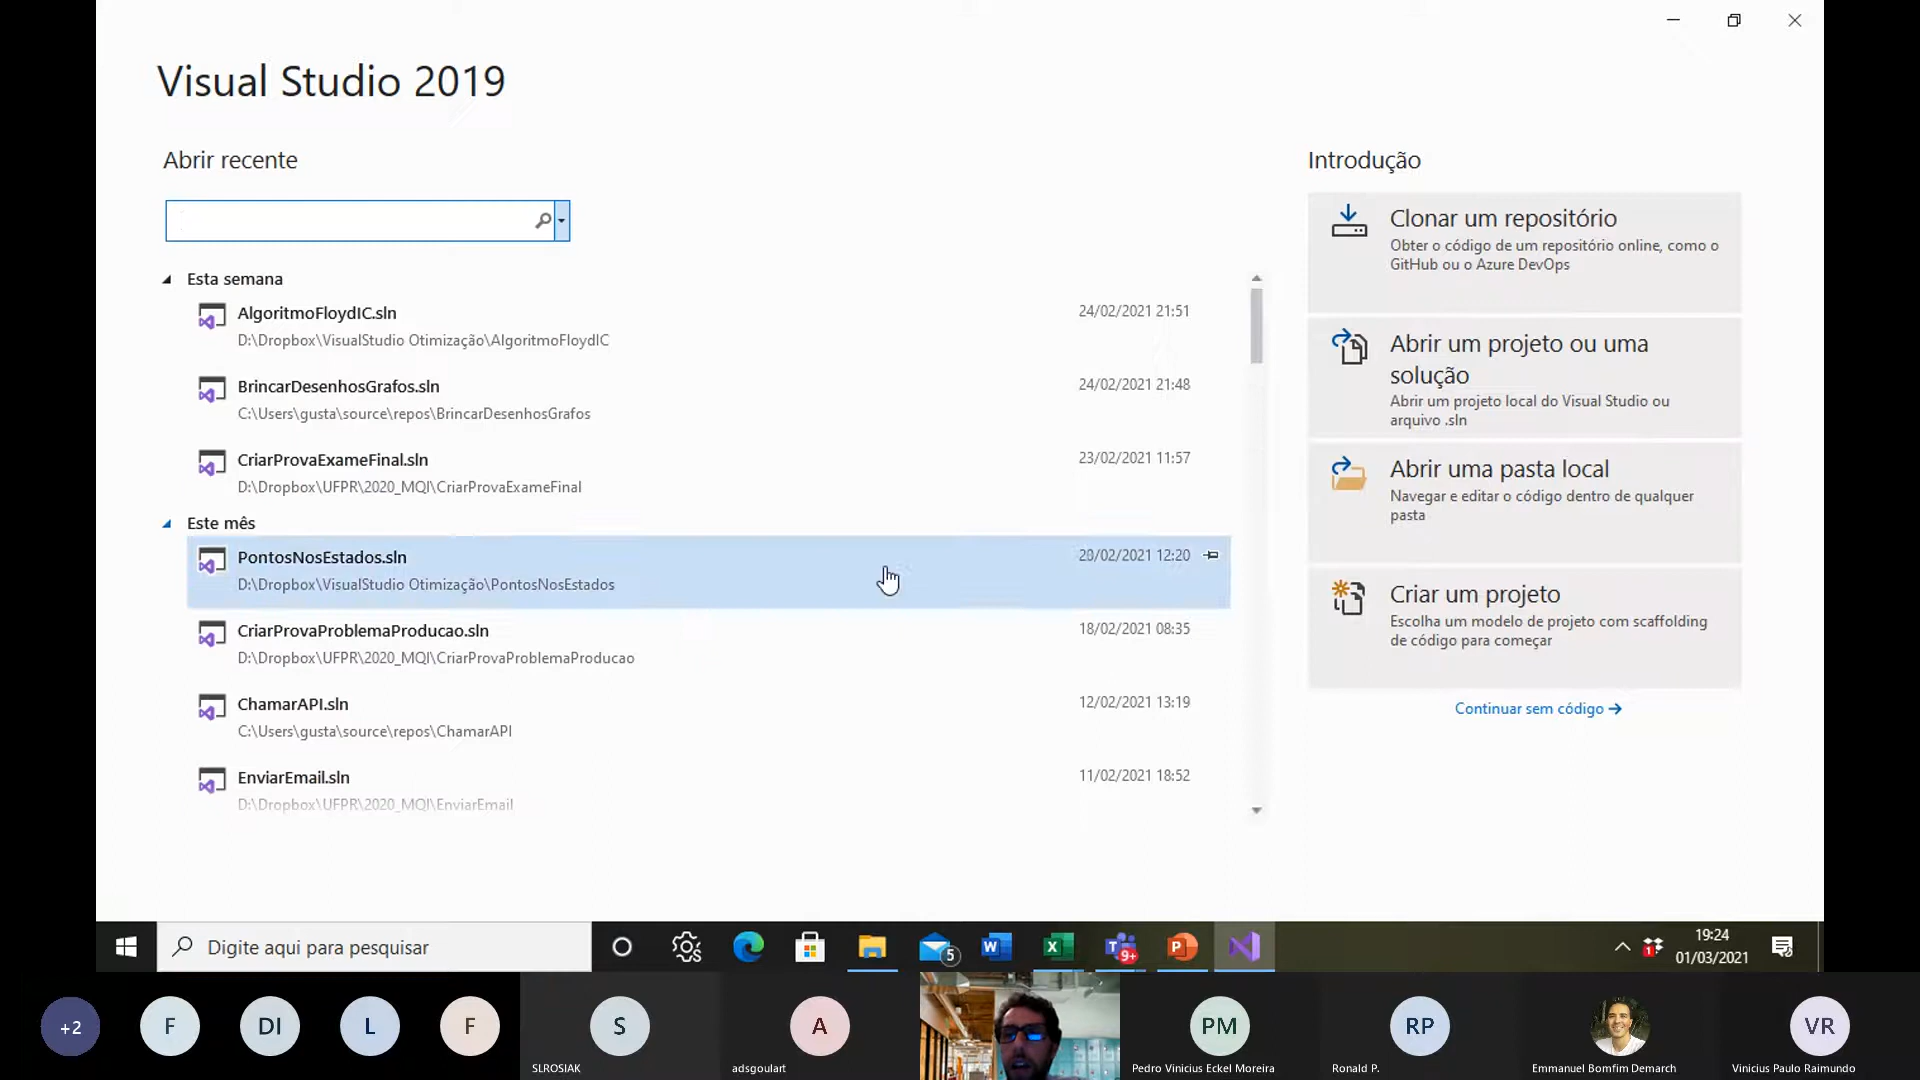 Visual Studio 2019
Abrir recente
Esta semana
AlgoritmoFloydIC.sln
24/02/2021 21:51
D:\Dropbox\VisualStudio Otimização\AlgoritmoFloydIC
BrincarDesenhosGrafos.sln
24/02/2021 21:48
C:\Users\gusta\source\repos\BrincarDesenhosGrafos
CriarProvaExameFinal.sln
23/02/2021 11:57
D:\Dropbox\UFPR\2020_MQI\CriarProvaExameFinal
Este mês
PontosNosEstados.sln
20/02/2021 12:20
D:\Dropbox\VisualStudio Otimização\PontosNosEstados
CriarProvaProblemaProducao.sln
18/02/2021 08:35
D:\Dropbox\UFPR\2020_MQI\CriarProvaProblemaProducao
ChamarAPI.sln
12/02/2021 13:19
C:\Users\gusta\source\repos\ChamarAPI
EnviarEmail.sln
11/02/2021 18:52
D:\Dropbox\UFPR\2020_MQI\EnviarEmail
Introdução
Clonar um repositório
Obter o código de um repositório online, como o
GitHub ou o Azure DevOps
Abrir um projeto ou uma
solução
Abrir um projeto local do Visual Studio ou
arquivo .sln
Abrir uma pasta local
Navegar e editar o código dentro de qualquer
pasta
Criar um projeto
Escolha um modelo de projeto com scaffolding
de código para começar
Continuar sem código →
Digite aqui para pesquisar
5
W
X
T
9+
P
1
19:24
01/03/2021
+2
F
DI
L
F
S
SLROSIAK
A
adsgoulart
PM
Pedro Vinicius Eckel Moreira
RP
Ronald P.
Emmanuel Bomfim Demarch
VR
Vinicius Paulo Raimundo